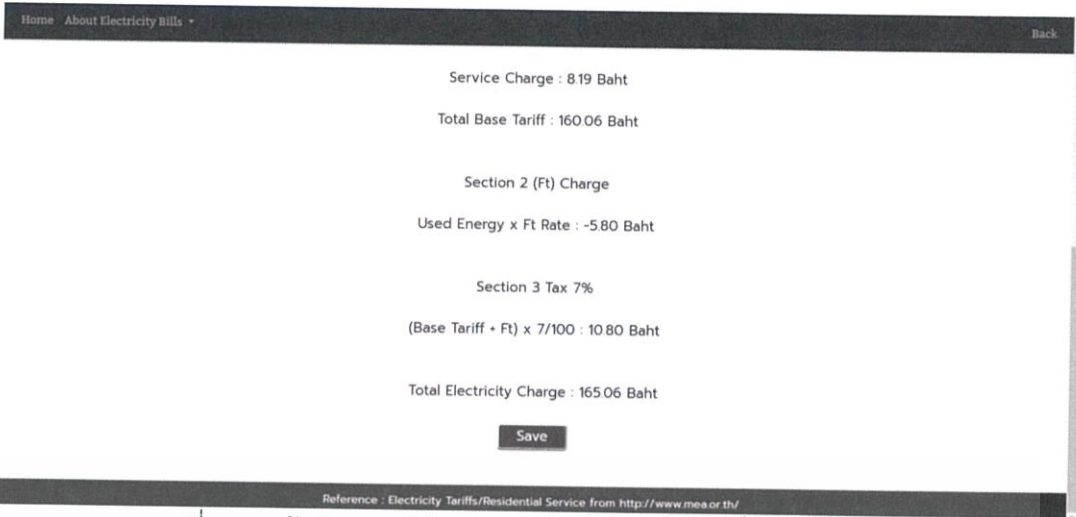 Home About Electricity Bills
Back
Service Charge : 8.19 Baht
Total Base Tariff : 160.06 Baht
Section 2 (Ft) Charge
Used Energy x Ft Rate : -5.80 Baht
Section 3 Tax 7%
(Base Tariff + Ft) x 7/100 : 10.80 Baht
Total Electricity Charge : 165.06 Baht
Save
Reference : Electricity Tariffs/Residential Service from http://www.mea.or.th/